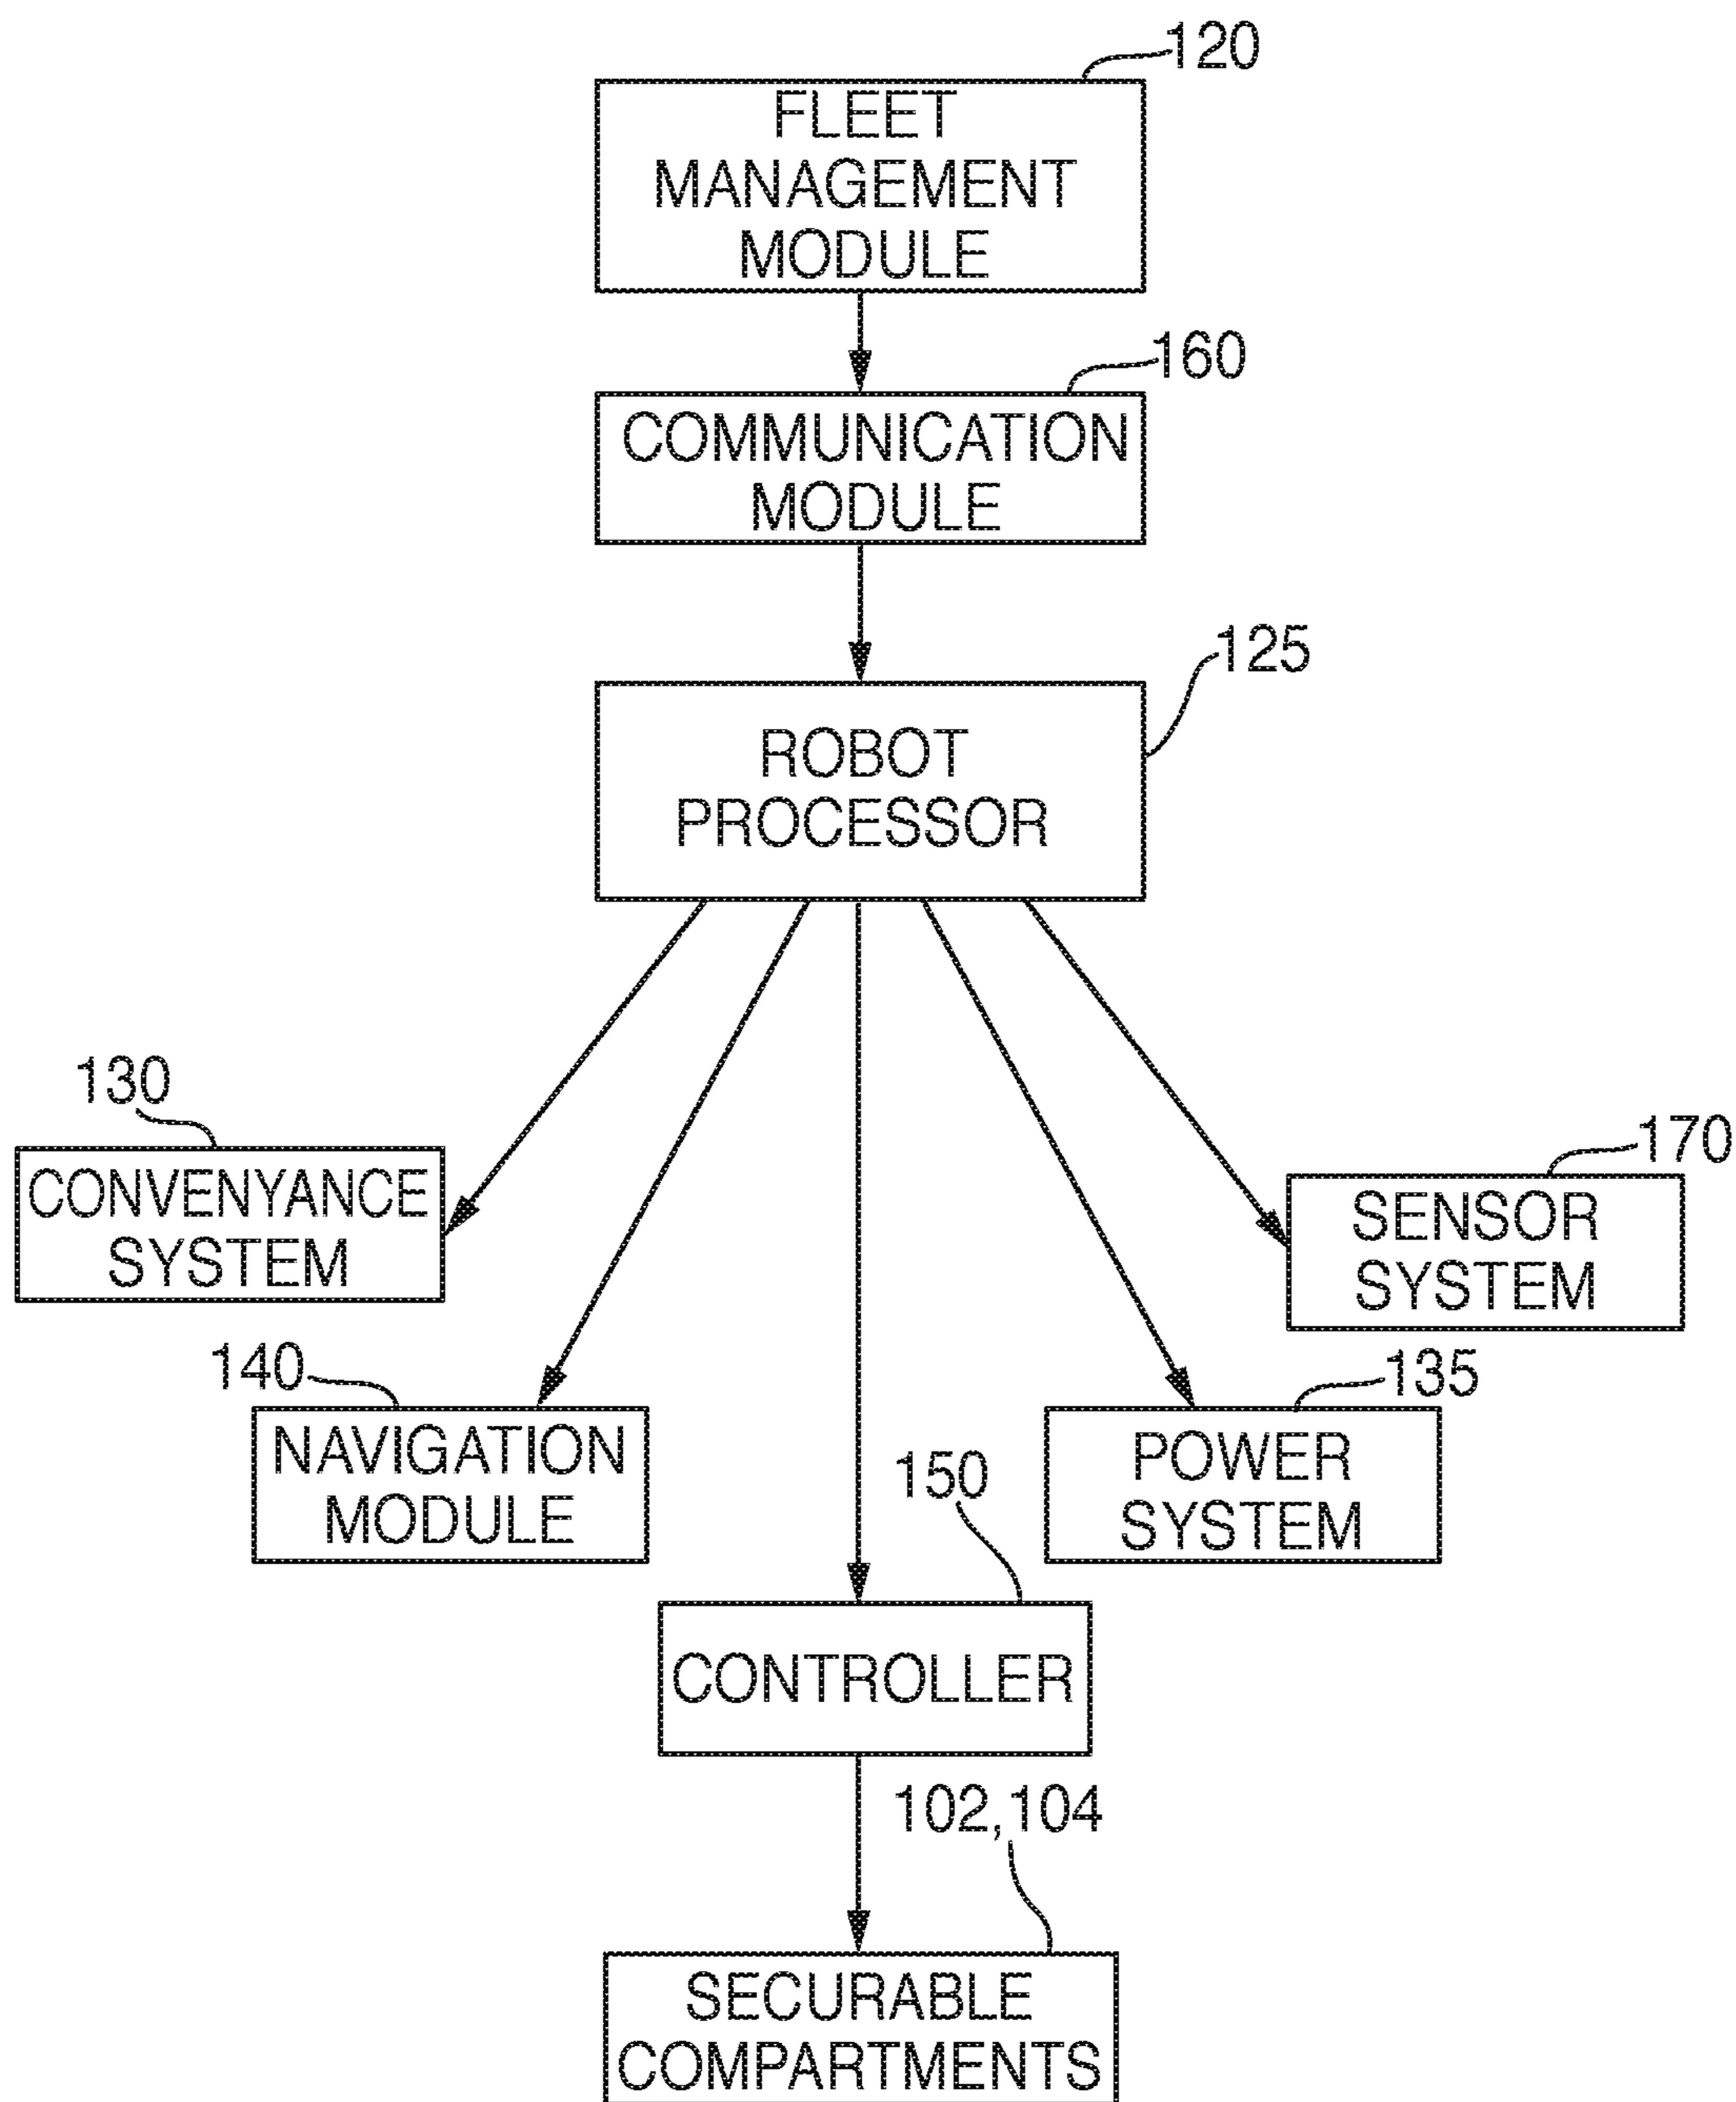 120
FLEET
MANAGEMENT
MODULE
160
COMMUNICATION
MODULE
125
ROBOT
PROCESSOR
130
CONVENYANCE
SYSTEM
170
SENSOR
SYSTEM
140
NAVIGATION
MODULE
135
POWER
SYSTEM
150
CONTROLLER
102,104
SECURABLE
COMPARTMENTS